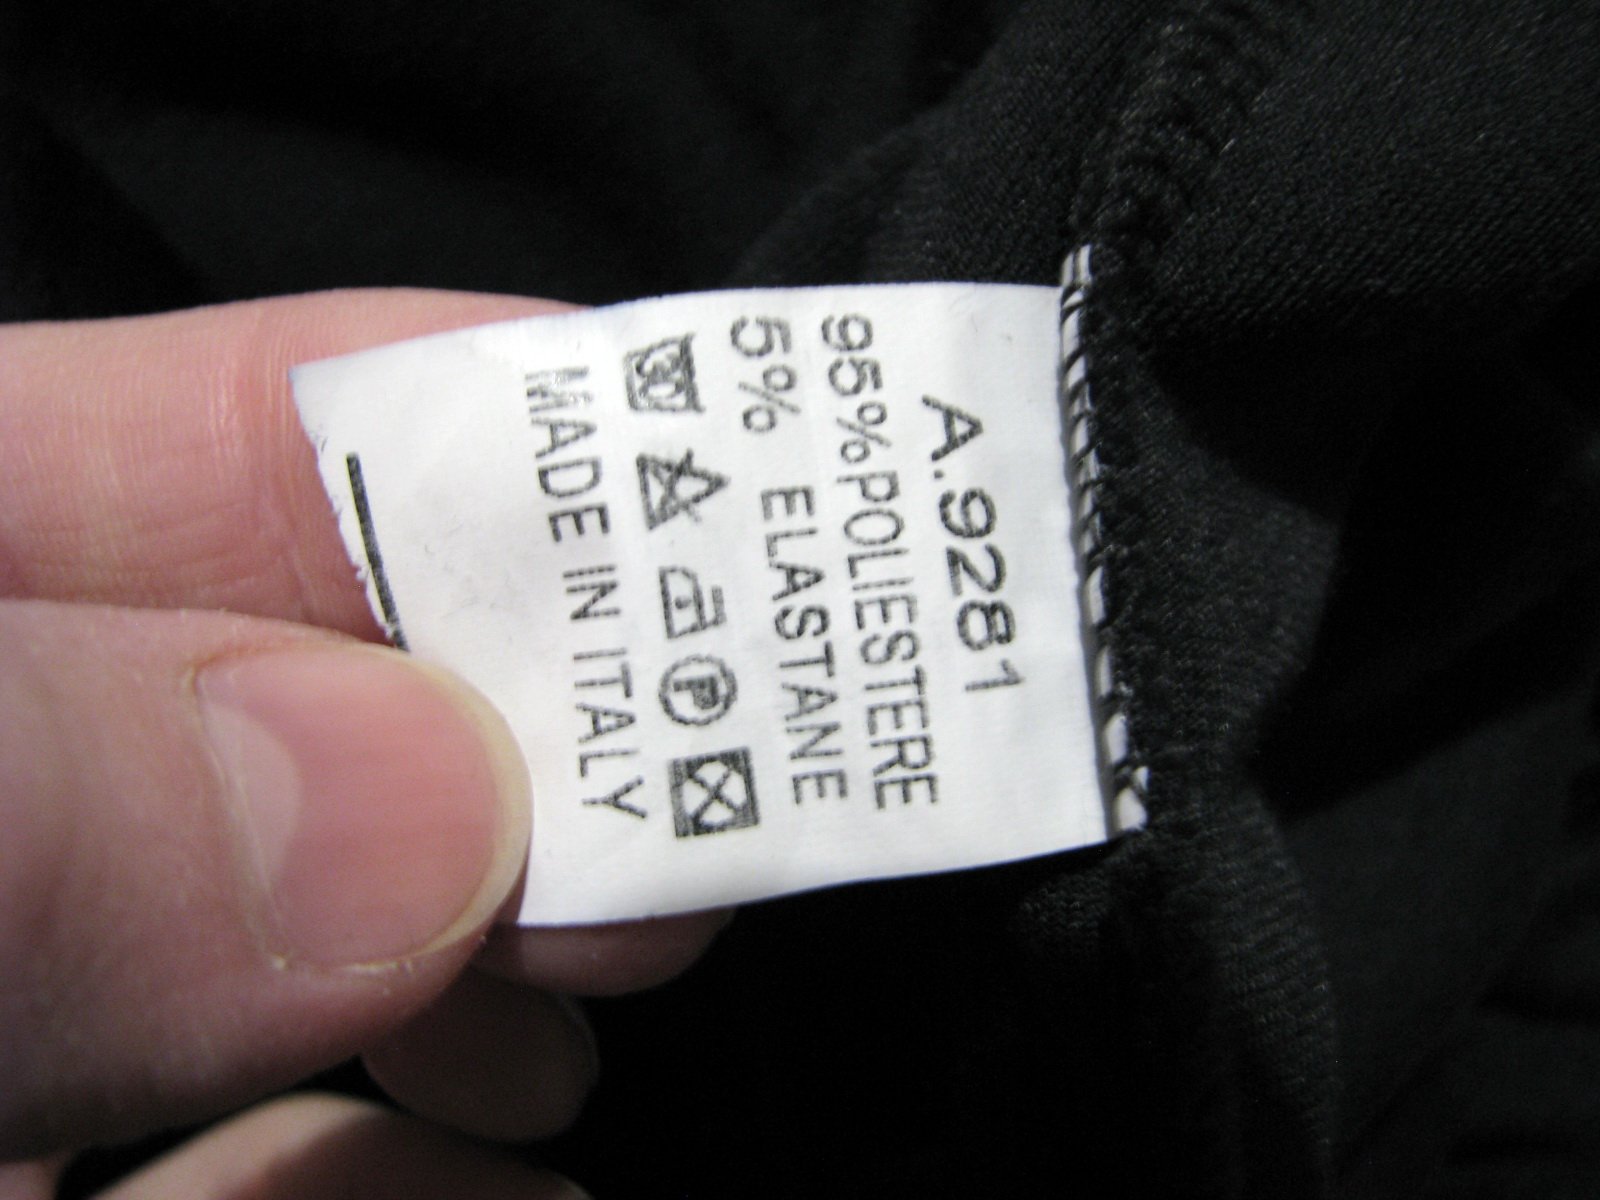 A.9281
95%POLIESTERE
5% ELASTANE
P
MADE IN ITALY